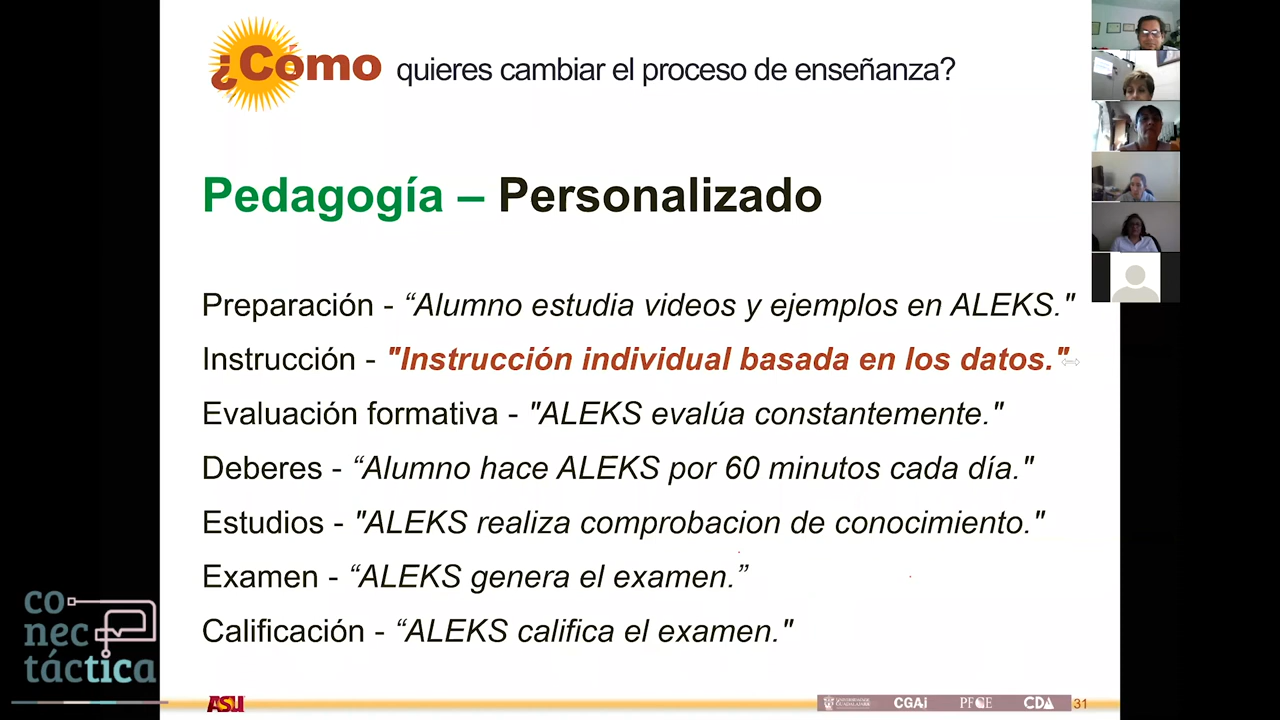 ¿Cómo quieres cambiar el proceso de enseñanza?
Pedagogía – Personalizado
Preparación - “Alumno estudia videos y ejemplos en ALEKS."
Instrucción - "Instrucción individual basada en los datos."
Evaluación formativa - "ALEKS evalúa constantemente."
Deberes - “Alumno hace ALEKS por 60 minutos cada día."
Estudios - "ALEKS realiza comprobacion de conocimiento."
Examen - “ALEKS genera el examen.”
Calificación - “ALEKS califica el examen."
co
nec
táctica
ASU
UNIVERSIDAD DE
GUADALAJARA
CGAi
PFCE
CDA
31